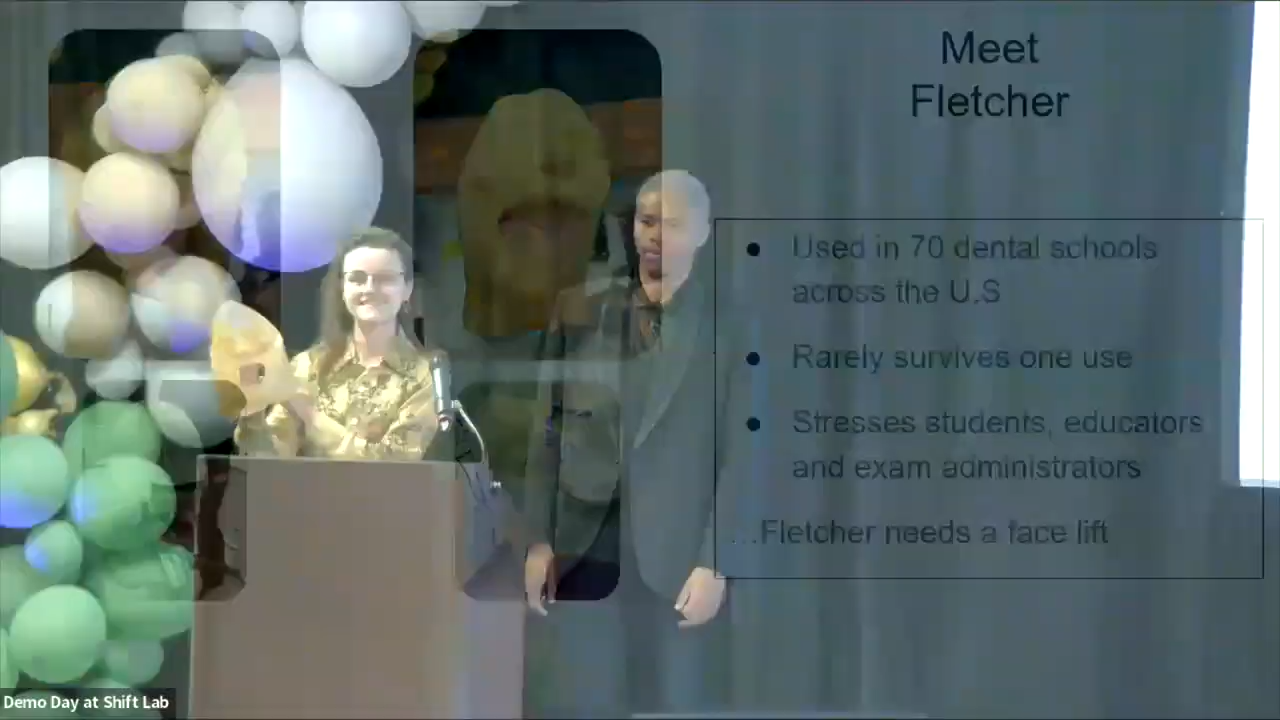 Meet
Fletcher
● Used in 70 dental schools
across the U.S
● Rarely survives one use
● Stresses students, educators
and exam administrators
...Fletcher needs a face lift
Demo Day at Shift Lab